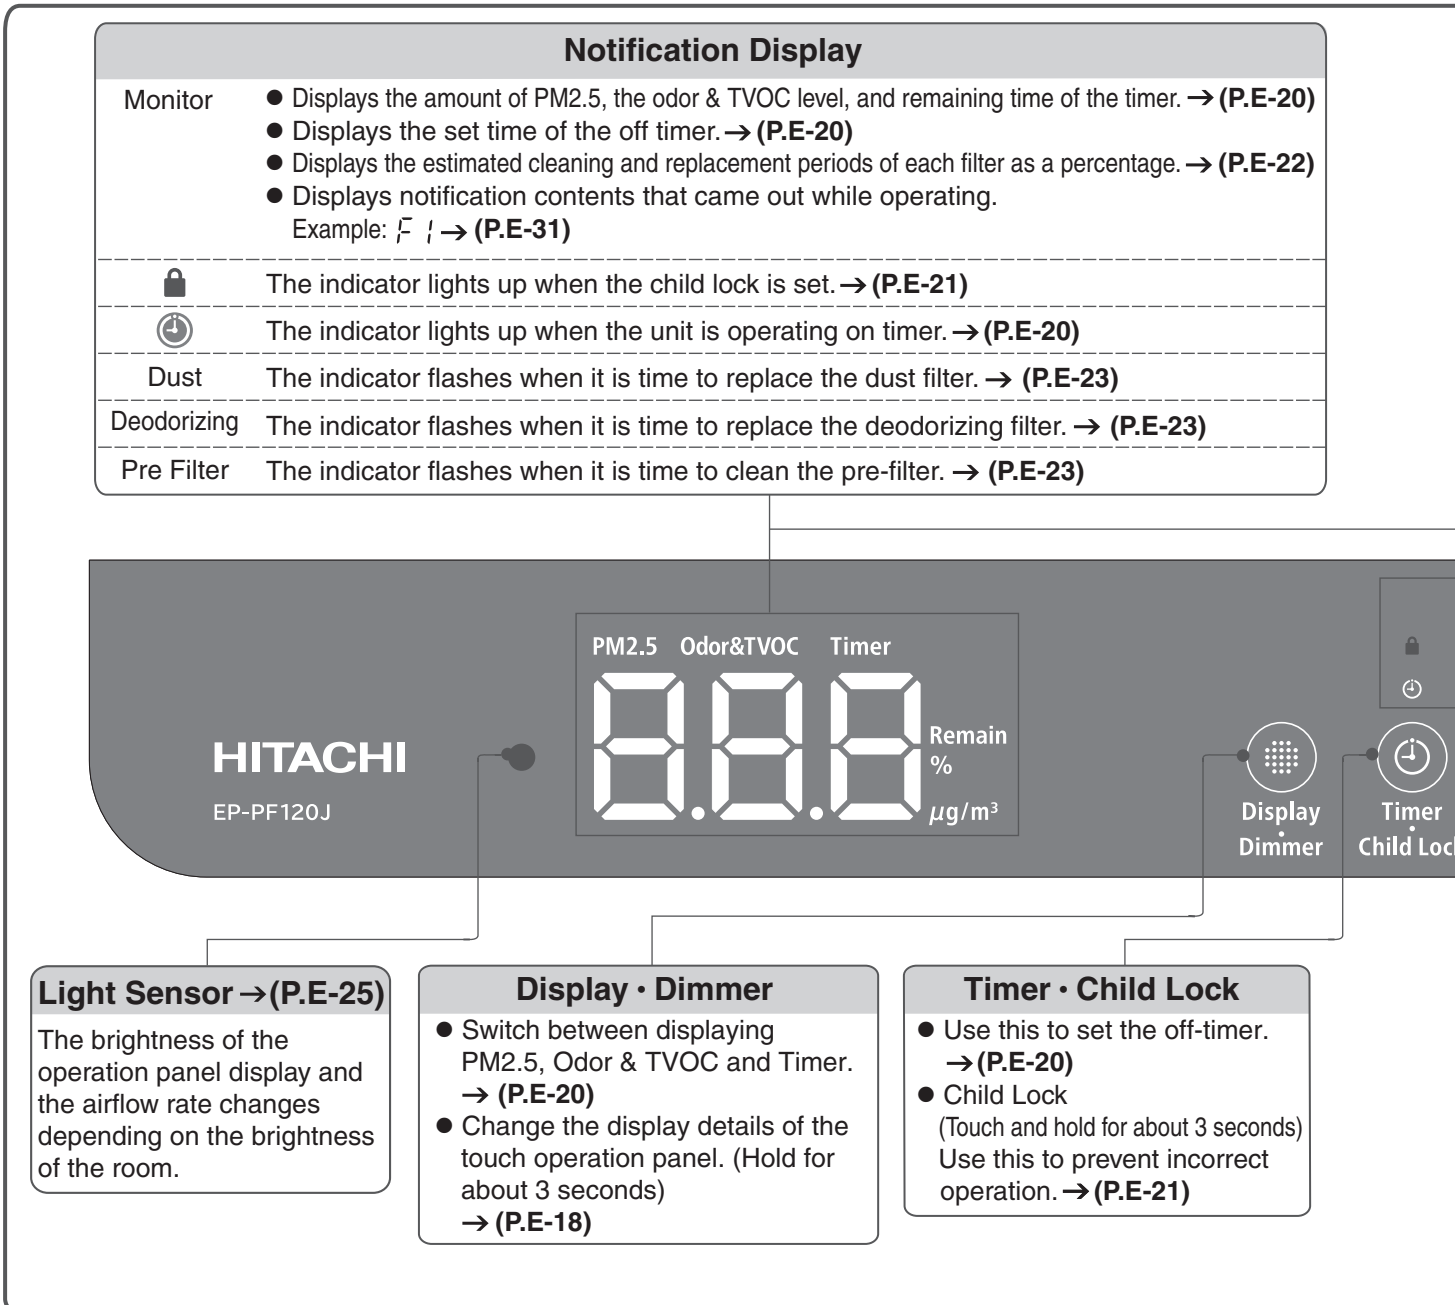 Notification Display
Monitor
● Displays the amount of PM2.5, the odor & TVOC level, and remaining time of the timer. → (P.E-20)
● Displays the set time of the off timer. → (P.E-20)
● Displays the estimated cleaning and replacement periods of each filter as a percentage. → (P.E-22)
● Displays notification contents that came out while operating.
Example: F 1 → (P.E-31)
The indicator lights up when the child lock is set. → (P.E-21)
The indicator lights up when the unit is operating on timer. → (P.E-20)
Dust The indicator flashes when it is time to replace the dust filter. → (P.E-23)
Deodorizing The indicator flashes when it is time to replace the deodorizing filter. → (P.E-23)
Pre Filter The indicator flashes when it is time to clean the pre-filter. → (P.E-23)
PM2.5 Odor&TVOC Timer
8.8.8
Remain
%
μg/m³
HITACHI
EP-PF120J
Display
·
Dimmer
Timer
·
Child Loc
Light Sensor → (P.E-25)
The brightness of the
operation panel display and
the airflow rate changes
depending on the brightness
of the room.
Display · Dimmer
● Switch between displaying
PM2.5, Odor & TVOC and Timer.
→ (P.E-20)
● Change the display details of the
touch operation panel. (Hold for
about 3 seconds)
→ (P.E-18)
Timer · Child Lock
● Use this to set the off-timer.
→ (P.E-20)
● Child Lock
(Touch and hold for about 3 seconds)
Use this to prevent incorrect
operation. → (P.E-21)